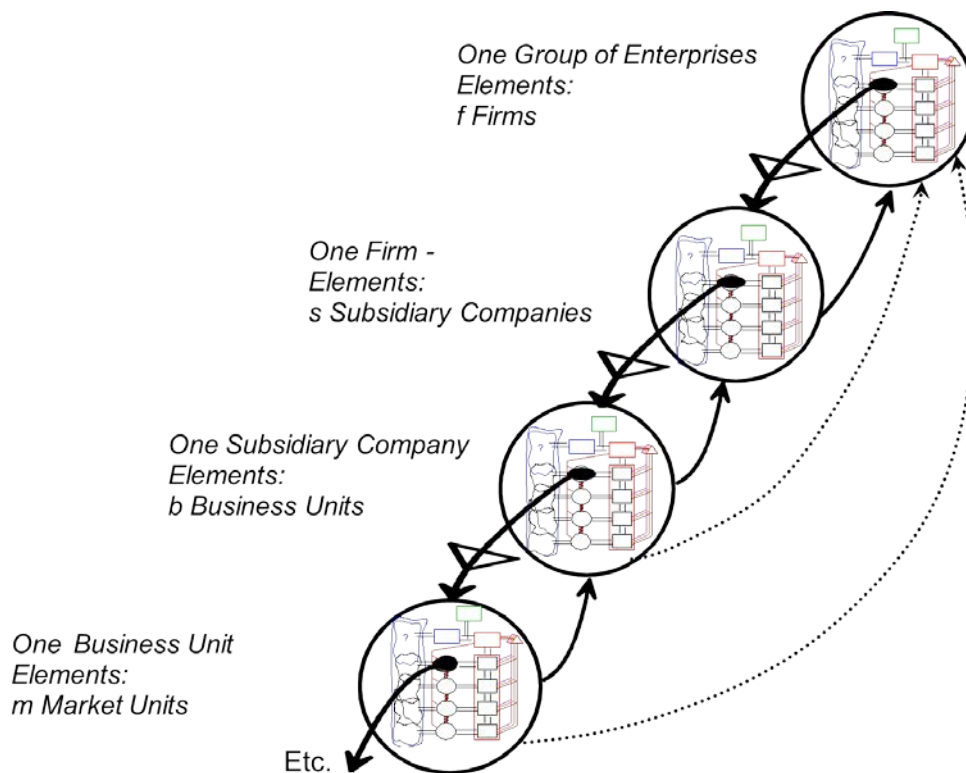 One Group of Enterprises
Elements:
f Firms
?
One Firm -
Elements:
s Subsidiary Companies
?
One Subsidiary Company
Elements:
b Business Units
?
One Business Unit
Elements:
m Market Units
?
Etc.